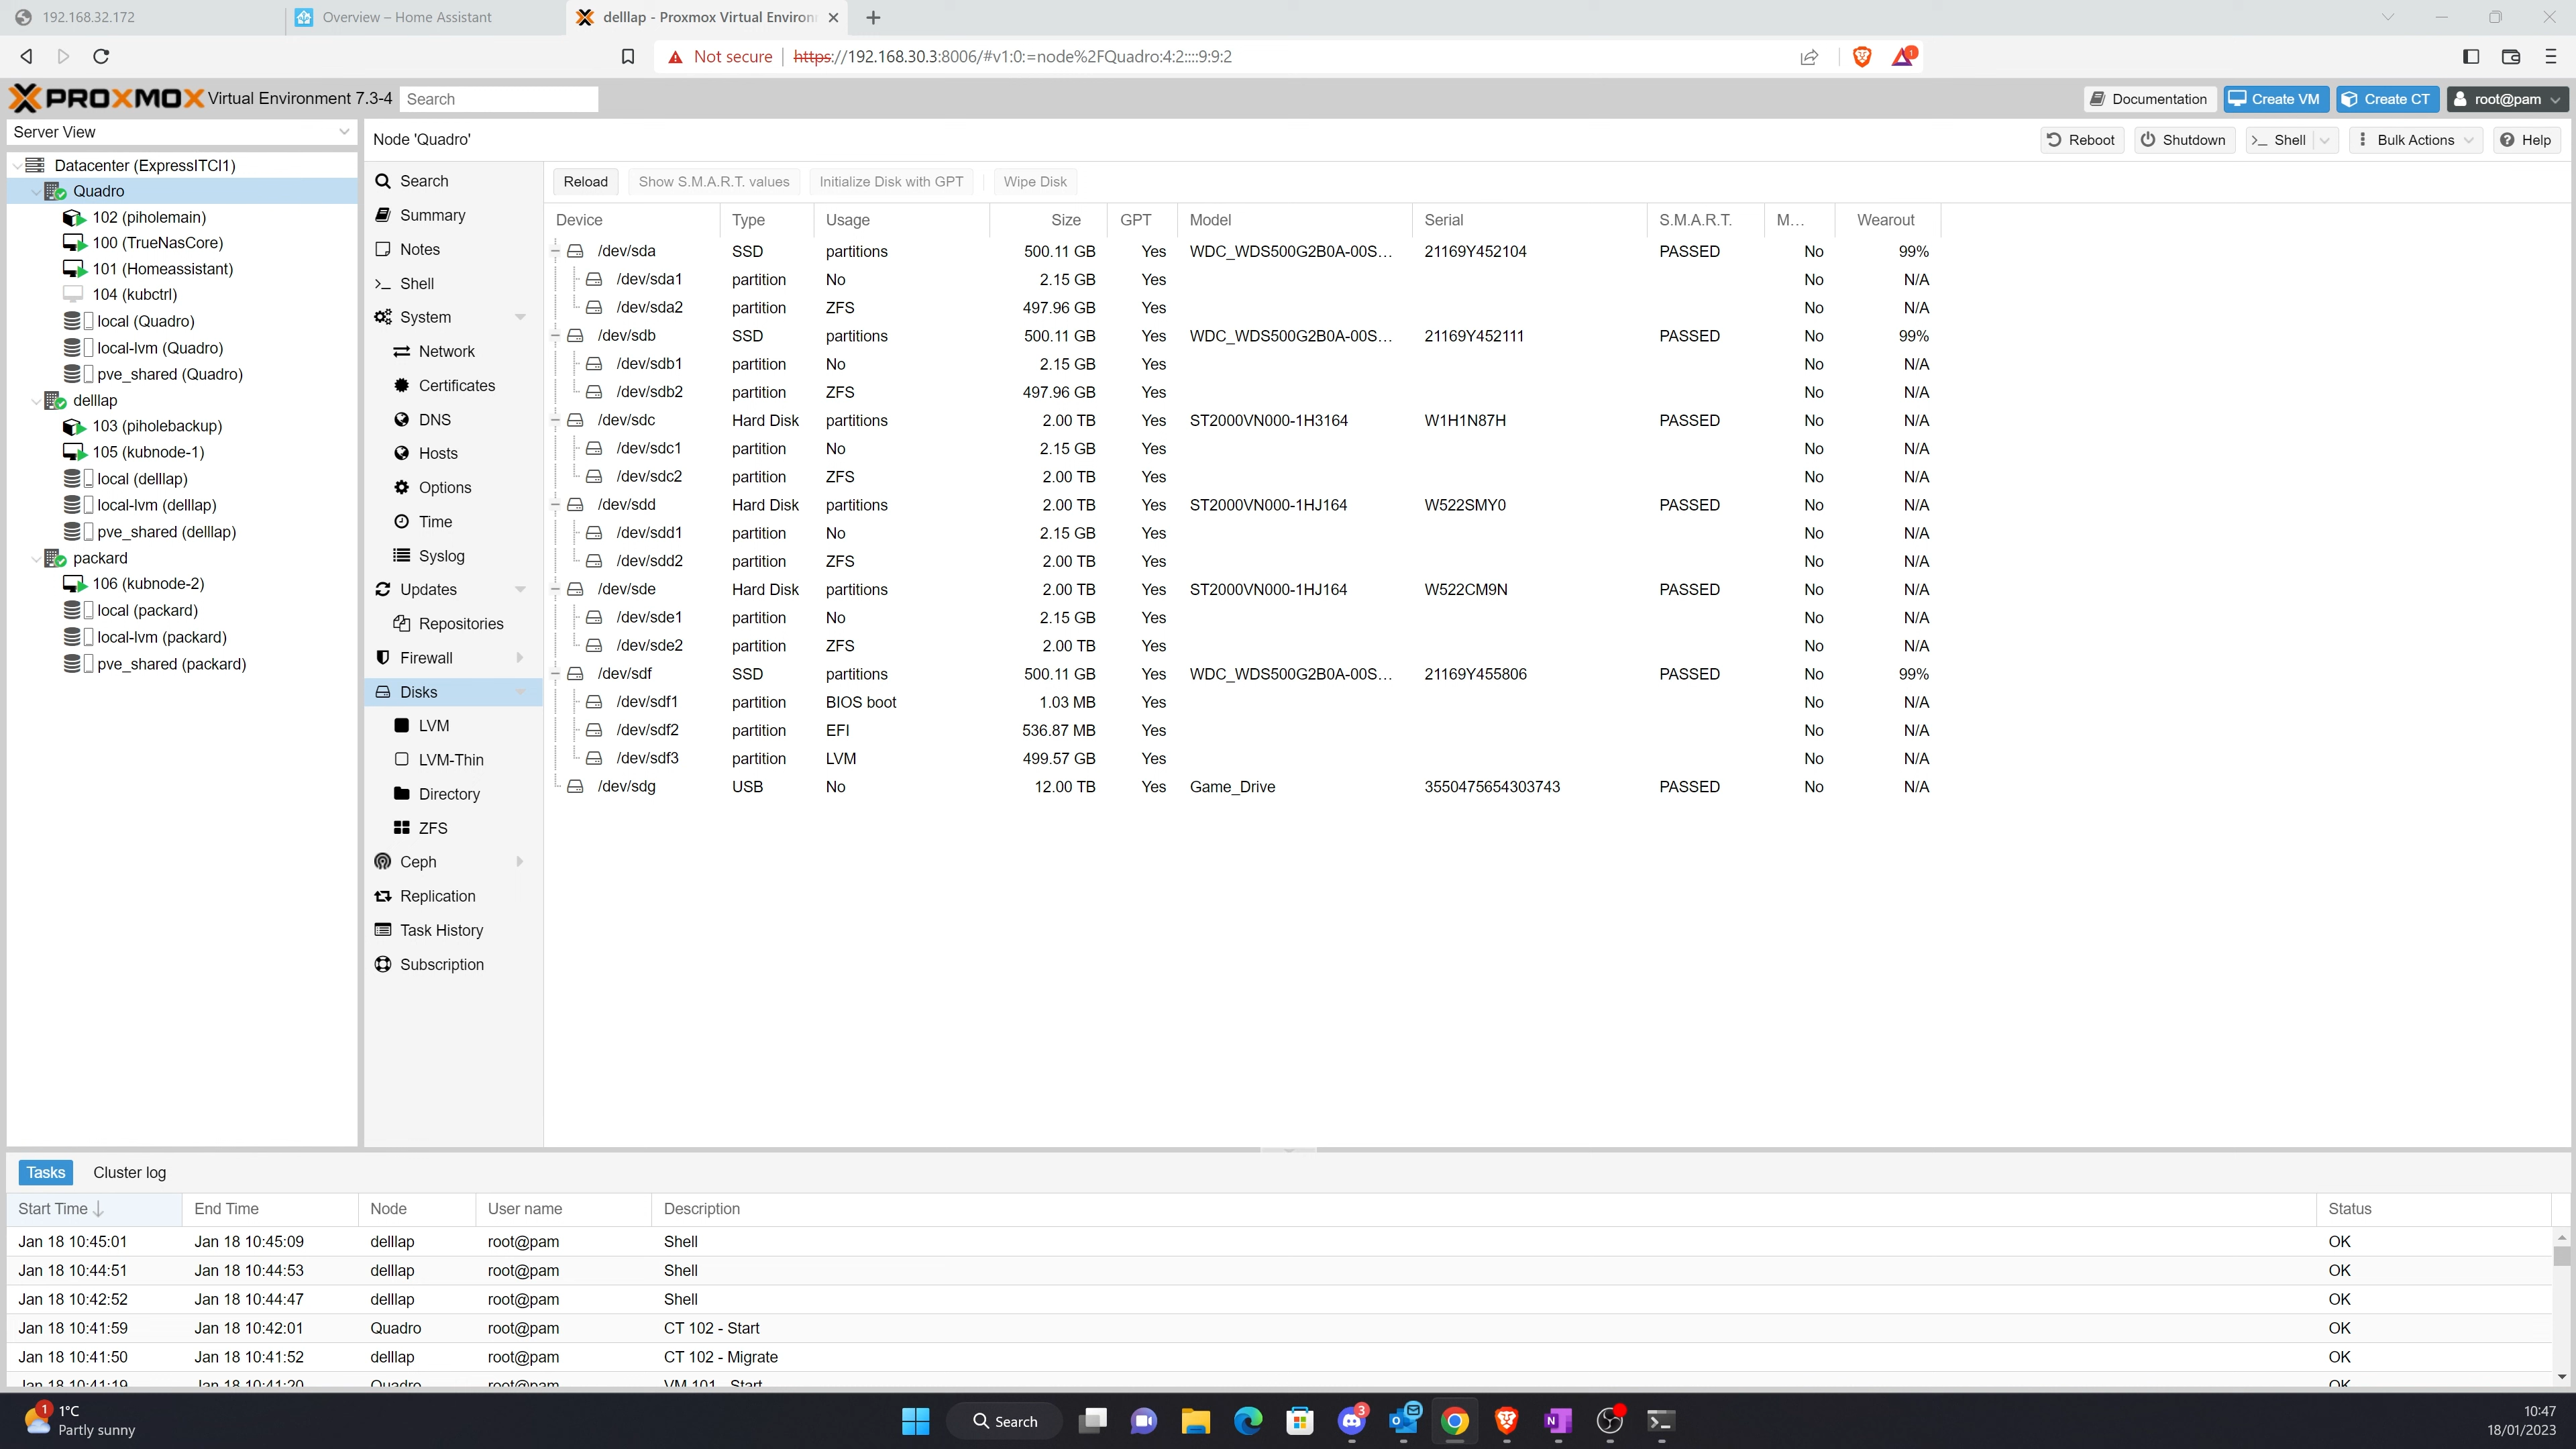 192.168.32.172
Overview – Home Assistant
delllap - Proxmox Virtual Environ
Not secure
https://192.168.30.3:8006/#v1:0:=node%2FQuadro:4:2::::9:9:2
1
PROXMOX Virtual Environment 7.3-4
Search
Documentation
Create VM
Create CT
root@pam
Server View
Datacenter (ExpressITCI1)
Quadro
102 (piholemain)
100 (TrueNasCore)
101 (Homeassistant)
104 (kubctrl)
local (Quadro)
local-lvm (Quadro)
pve_shared (Quadro)
delllap
103 (piholebackup)
105 (kubnode-1)
local (delllap)
local-lvm (delllap)
pve_shared (delllap)
packard
106 (kubnode-2)
local (packard)
local-lvm (packard)
pve_shared (packard)
Node 'Quadro'
Reboot
Shutdown
Shell
Bulk Actions
Help
Search
Summary
Notes
Shell
System
Network
Certificates
DNS
Hosts
Options
Time
Syslog
Updates
Repositories
Firewall
Disks
LVM
LVM-Thin
Directory
ZFS
Ceph
Replication
Task History
Subscription
Reload
Show S.M.A.R.T. values
Initialize Disk with GPT
Wipe Disk
Device Type Usage Size GPT Model Serial S.M.A.R.T. M... Wearout
/dev/sda SSD partitions 500.11 GB Yes WDC_WDS500G2B0A-00S... 21169Y452104 PASSED No 99%
/dev/sda1 partition No 2.15 GB Yes No N/A
/dev/sda2 partition ZFS 497.96 GB Yes No N/A
/dev/sdb SSD partitions 500.11 GB Yes WDC_WDS500G2B0A-00S... 21169Y452111 PASSED No 99%
/dev/sdb1 partition No 2.15 GB Yes No N/A
/dev/sdb2 partition ZFS 497.96 GB Yes No N/A
/dev/sdc Hard Disk partitions 2.00 TB Yes ST2000VN000-1H3164 W1H1N87H PASSED No N/A
/dev/sdc1 partition No 2.15 GB Yes No N/A
/dev/sdc2 partition ZFS 2.00 TB Yes No N/A
/dev/sdd Hard Disk partitions 2.00 TB Yes ST2000VN000-1HJ164 W522SMY0 PASSED No N/A
/dev/sdd1 partition No 2.15 GB Yes No N/A
/dev/sdd2 partition ZFS 2.00 TB Yes No N/A
/dev/sde Hard Disk partitions 2.00 TB Yes ST2000VN000-1HJ164 W522CM9N PASSED No N/A
/dev/sde1 partition No 2.15 GB Yes No N/A
/dev/sde2 partition ZFS 2.00 TB Yes No N/A
/dev/sdf SSD partitions 500.11 GB Yes WDC_WDS500G2B0A-00S... 21169Y455806 PASSED No 99%
/dev/sdf1 partition BIOS boot 1.03 MB Yes No N/A
/dev/sdf2 partition EFI 536.87 MB Yes No N/A
/dev/sdf3 partition LVM 499.57 GB Yes No N/A
/dev/sdg USB No 12.00 TB Yes Game_Drive 3550475654303743 PASSED No N/A
Tasks
Cluster log
Start Time End Time Node User name Description Status
Jan 18 10:45:01 Jan 18 10:45:09 delllap root@pam Shell OK
Jan 18 10:44:51 Jan 18 10:44:53 delllap root@pam Shell OK
Jan 18 10:42:52 Jan 18 10:44:47 delllap root@pam Shell OK
Jan 18 10:41:59 Jan 18 10:42:01 Quadro root@pam CT 102 - Start OK
Jan 18 10:41:50 Jan 18 10:41:52 delllap root@pam CT 102 - Migrate OK
Jan 18 10:41:19 Jan 18 10:41:20 Quadro root@pam VM 101 - Start OK
1
1°C
Partly sunny
Search
3
10:47
18/01/2023